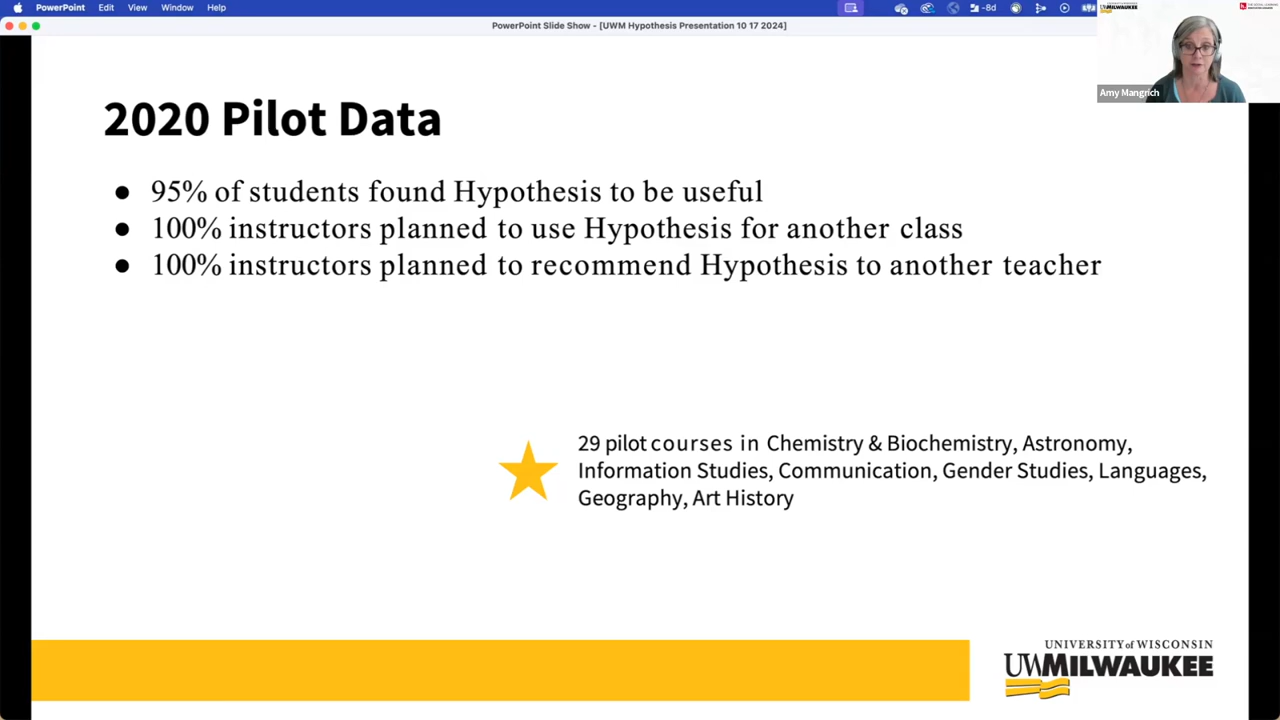 PowerPoint Edit View Window Help
-8d
PowerPoint Slide Show - [UWM Hypothesis Presentation 10 17 2024]
MILWAUKEE
Amy Mangrich
2020 Pilot Data
● 95% of students found Hypothesis to be useful
● 100% instructors planned to use Hypothesis for another class
● 100% instructors planned to recommend Hypothesis to another teacher
29 pilot courses in Chemistry & Biochemistry, Astronomy,
Information Studies, Communication, Gender Studies, Languages,
Geography, Art History
UNIVERSITY of WISCONSIN
UWMILWAUKEE